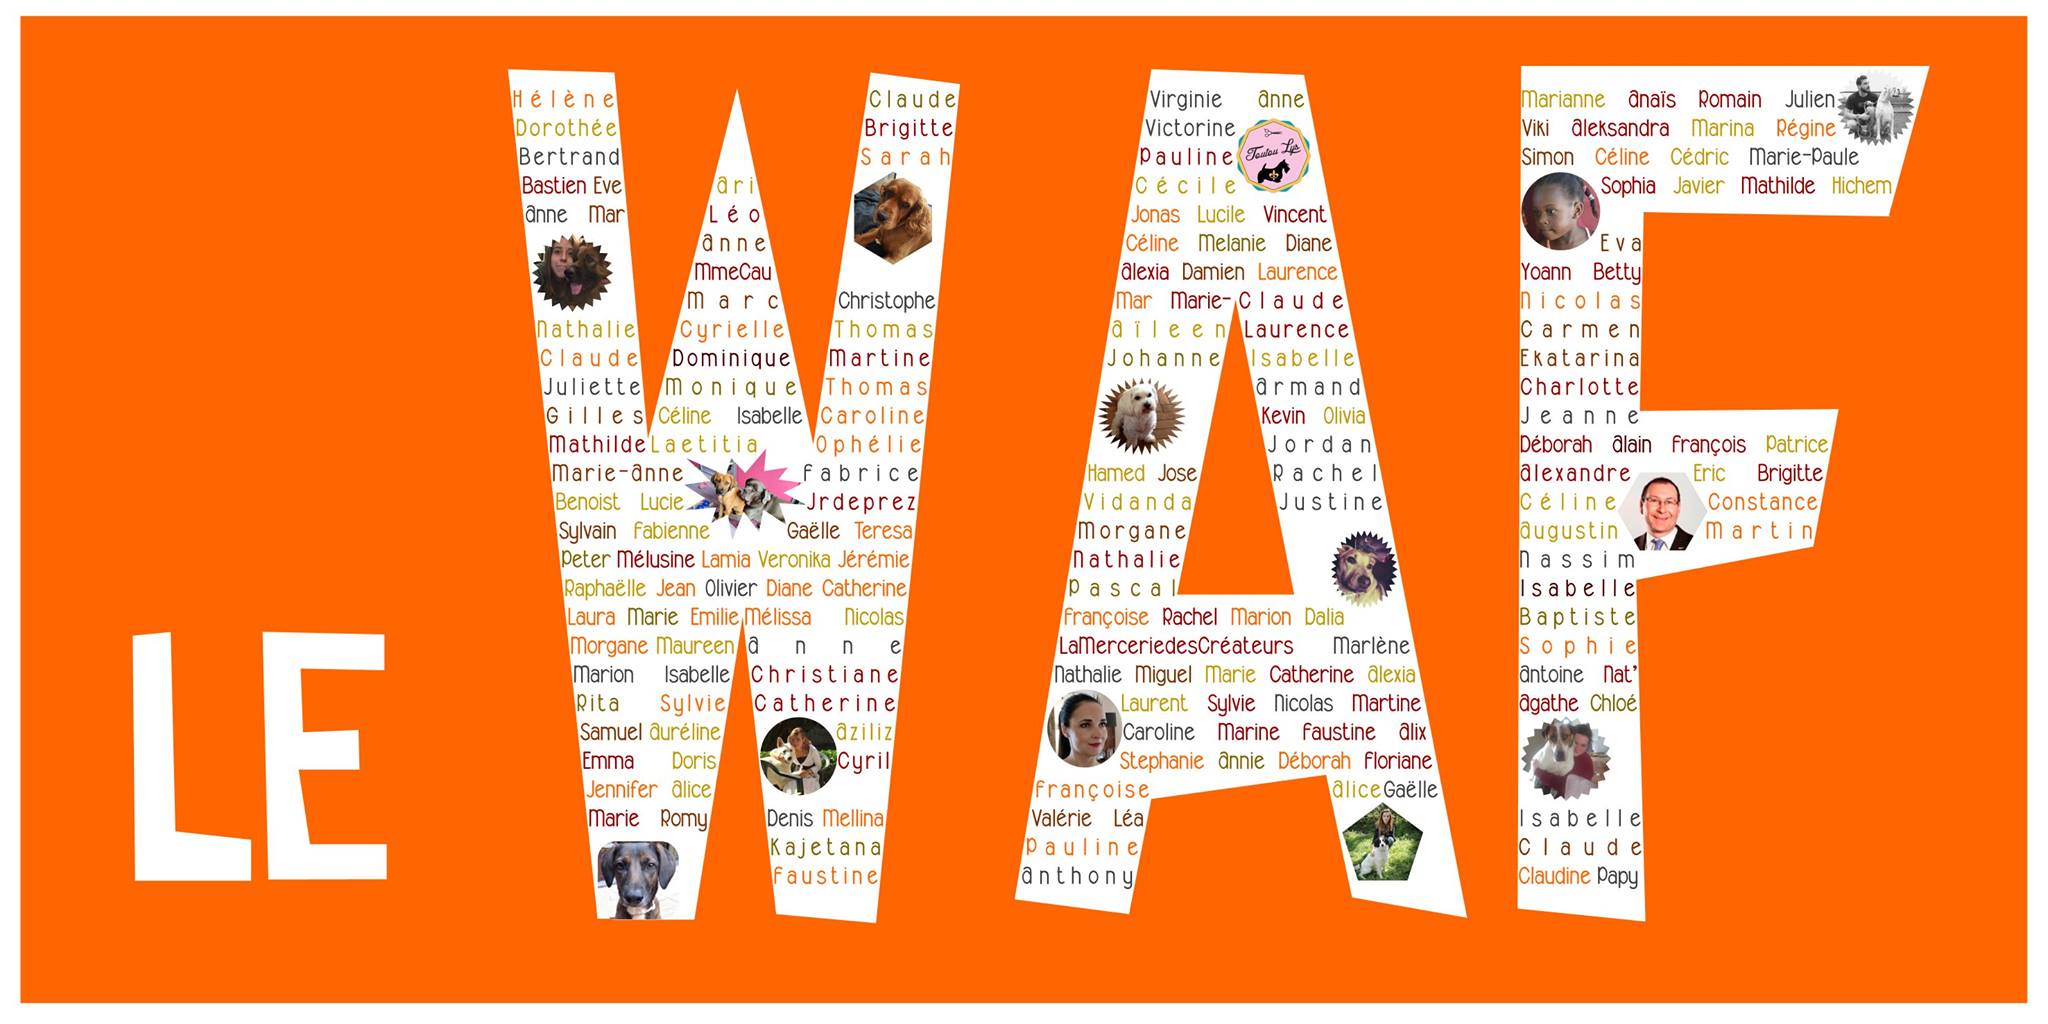 LE WAF
Hélène
Dorothée
Bertrand
Bastien Eve
Anne Mar
Nathalie
Claude
Juliette
Gilles
Mathilde
Ari
Léo
Anne
MmeCau
Marc
Cyrielle
Dominique
Monique
Céline Isabelle
Laetitia
Claude
Brigitte
Sarah
Christophe
Thomas
Martine
Thomas
Caroline
Ophélie
Marie-Anne Fabrice
Benoist Lucie Jrdeprez
Sylvain Fabienne Gaëlle Teresa
Peter Mélusine Lamia Veronika Jérémie
Raphaëlle Jean Olivier Diane Catherine
Laura Marie Emilie Mélissa Nicolas
Morgane Maureen Anne
Marion Isabelle Christiane
Rita Sylvie Catherine
Samuel Auréline Aziliz
Emma Doris Cyril
Jennifer Alice
Marie Romy Denis Mellina
Kajetana
Faustine
Virginie Anne
Victorine
Pauline
Toutou Lys
Cécile
Jonas Lucile Vincent
Céline Melanie Diane
Alexia Damien Laurence
Mar Marie-Claude
Aïleen Laurence
Johanne Isabelle
Armand
Kevin Olivia
Jordan
Hamed Jose Rachel
Vidanda Justine
Morgane
Nathalie
Pascal
Françoise Rachel Marion Dalia
LaMerceriedesCréateurs Marlène
Nathalie Miguel Marie Catherine Alexia
Laurent Sylvie Nicolas Martine
Caroline Marine Faustine Alix
Stephanie Annie Déborah Floriane
Françoise Alice Gaëlle
Valérie Léa
Pauline
Anthony
Marianne Anaïs Romain Julien
Viki Aleksandra Marina Régine
Simon Céline Cédric Marie-Paule
Sophia Javier Mathilde Hichem
Eva
Yoann Betty
Nicolas
Carmen
Ekatarina
Charlotte
Jeanne
Déborah Alain François Patrice
Alexandre Eric Brigitte
Céline Constance
Augustin Martin
Nassim
Isabelle
Baptiste
Sophie
Antoine Nat'
Agathe Chloé
Isabelle
Claude
Claudine Papy